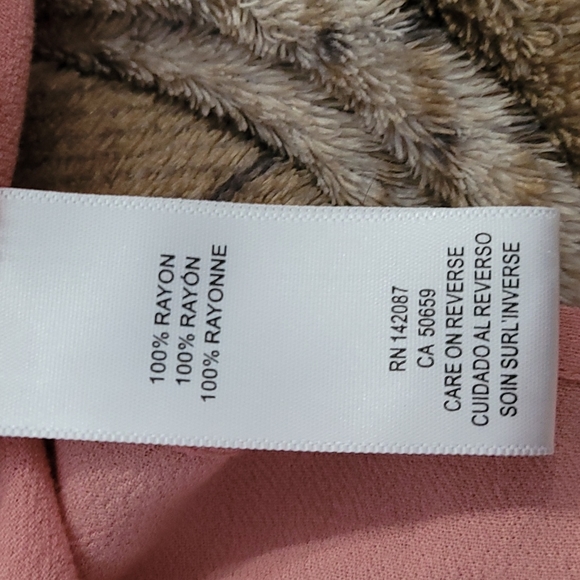 100% RAYON
100% RAYÓN
100% RAYONNE
RN 142087
CA 50659
CARE ON REVERSE
CUIDADO AL REVERSO
SOIN SURL'INVERSE